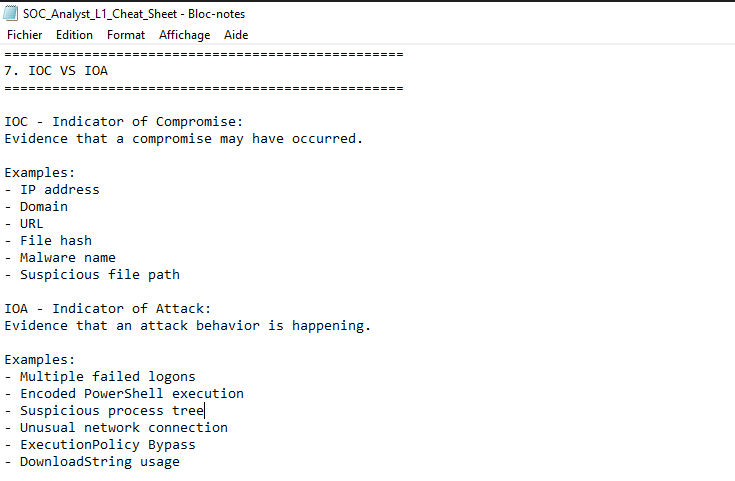 SOC_Analyst_L1_Cheat_Sheet - Bloc-notes
Fichier Edition Format Affichage Aide
==================================================
7. IOC VS IOA
==================================================
IOC - Indicator of Compromise:
Evidence that a compromise may have occurred.
Examples:
- IP address
- Domain
- URL
- File hash
- Malware name
- Suspicious file path
IOA - Indicator of Attack:
Evidence that an attack behavior is happening.
Examples:
- Multiple failed logons
- Encoded PowerShell execution
- Suspicious process tree
- Unusual network connection
- ExecutionPolicy Bypass
- DownloadString usage